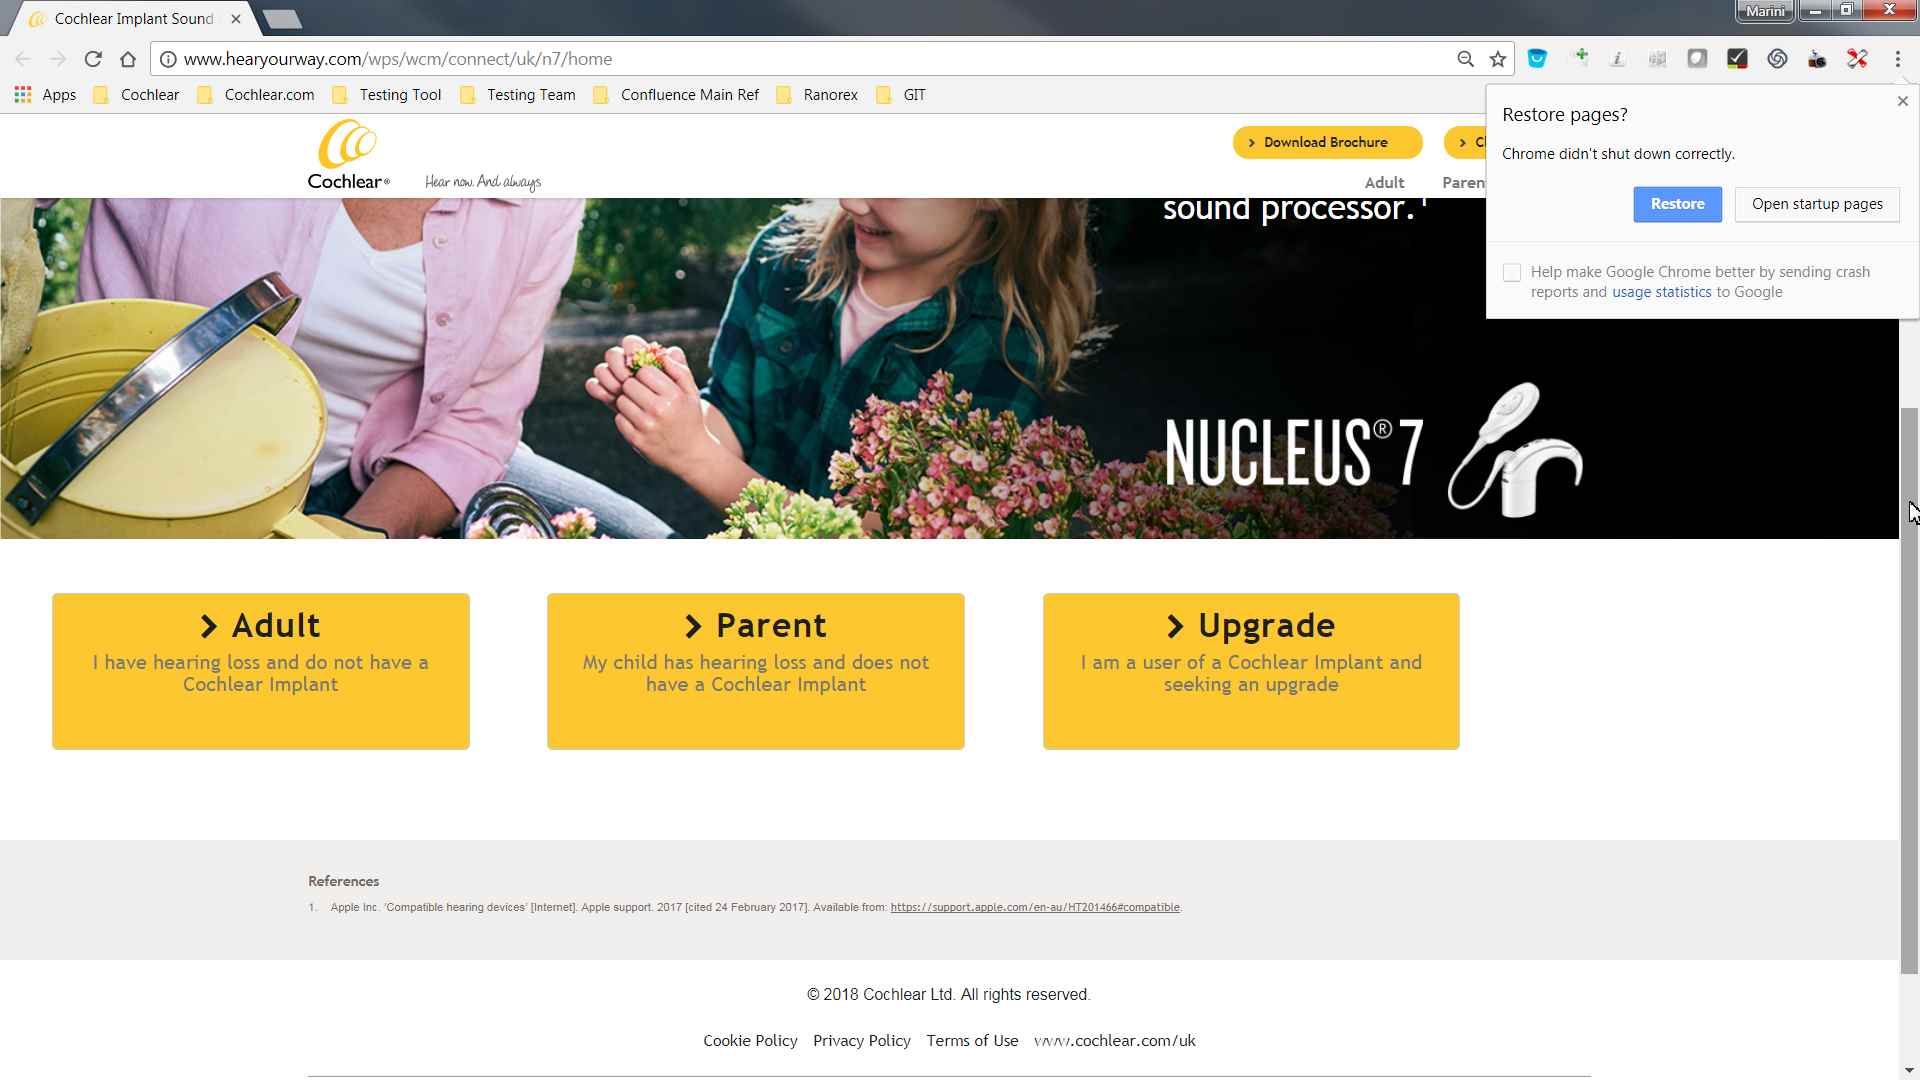 Cochlear Implant Sound
Marini
www.hearyourway.com/wps/wcm/connect/uk/n7/home
Apps
Cochlear
Cochlear.com
Testing Tool
Testing Team
Confluence Main Ref
Ranorex
GIT
Restore pages?
Chrome didn't shut down correctly.
Restore
Open startup pages
Help make Google Chrome better by sending crash
reports and usage statistics to Google
Cochlear®
Hear now. And always
Download Brochure
Adult
sound processor.¹
NUCLEUS® 7
Adult
I have hearing loss and do not have a
Cochlear Implant
Parent
My child has hearing loss and does not
have a Cochlear Implant
Upgrade
I am a user of a Cochlear Implant and
seeking an upgrade
References
1. Apple Inc. 'Compatible hearing devices' [Internet]. Apple support. 2017 [cited 24 February 2017]. Available from: https://support.apple.com/en-au/HT201466#compatible.
© 2018 Cochlear Ltd. All rights reserved.
Cookie Policy
Privacy Policy
Terms of Use
www.cochlear.com/uk